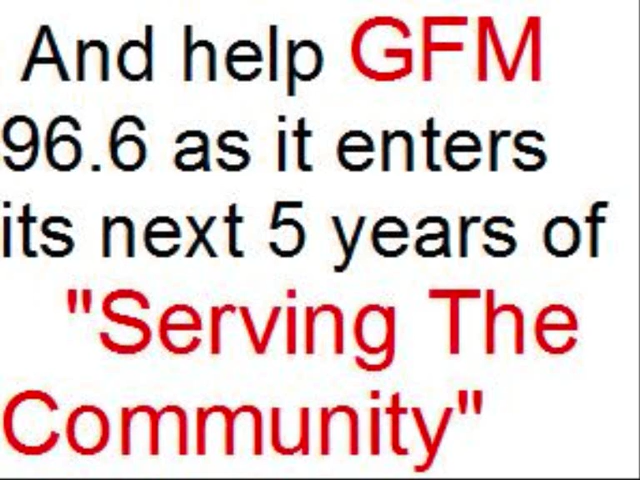 And help GFM
96.6 as it enters
its next 5 years of
"Serving The
Community"